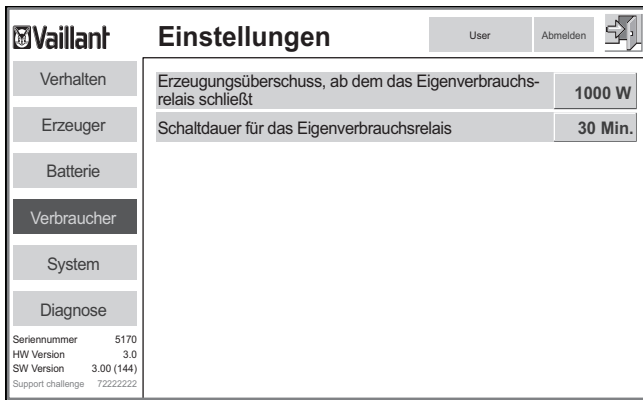 Vaillant
Einstellungen
User
Abmelden
Verhalten
Erzeuger
Batterie
Verbraucher
System
Diagnose
Erzeugungsüberschuss, ab dem das Eigenverbrauchs-
relais schließt
1000 W
Schaltdauer für das Eigenverbrauchsrelais
30 Min.
Seriennummer 5170
HW Version 3.0
SW Version 3.00 (144)
Support challenge 72222222